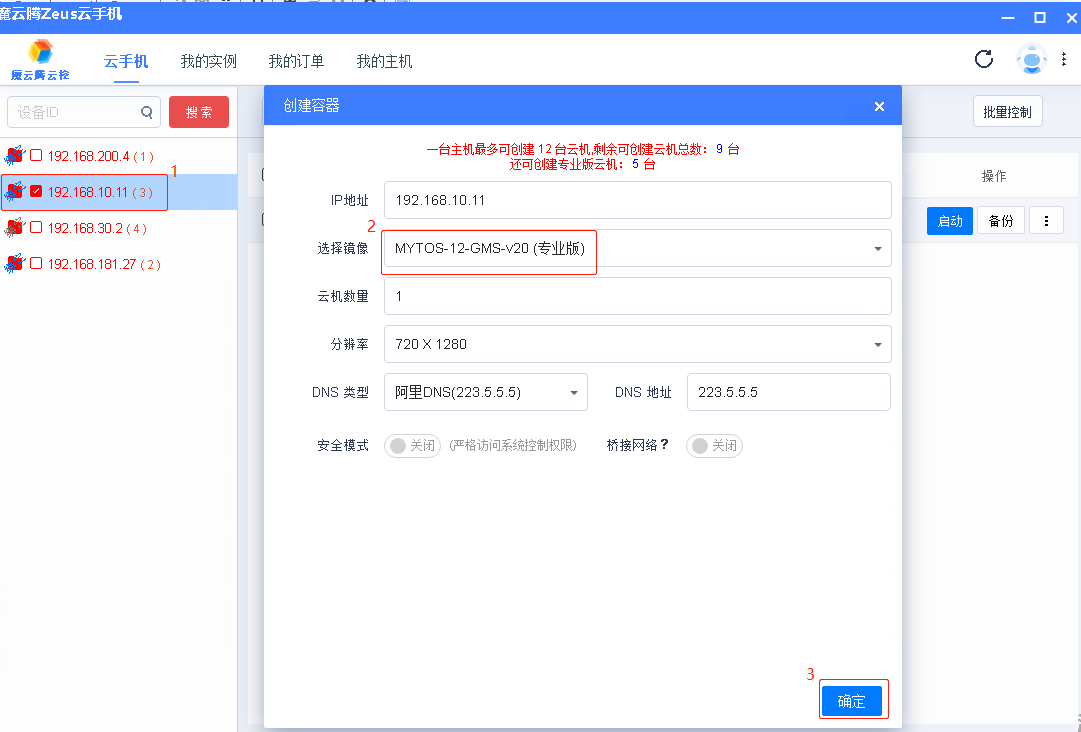 魔云腾Zeus云手机
魔云腾云控
云手机
我的实例
我的订单
我的主机
设备ID
搜索
批量控制
192.168.200.4 ( 1 )
1
192.168.10.11 ( 3 )
192.168.30.2 ( 4 )
192.168.181.27 ( 2 )
创建容器
一台主机最多可创建 12 台云机,剩余可创建云机总数： 9 台
还可创建专业版云机： 5 台
IP地址
192.168.10.11
2
选择镜像
MYTOS-12-GMS-v20 (专业版)
云机数量
1
分辨率
720 X 1280
DNS 类型
阿里DNS(223.5.5.5)
DNS 地址
223.5.5.5
安全模式
关闭
(严格访问系统控制权限)
桥接网络?
关闭
3
确定
操作
启动
备份